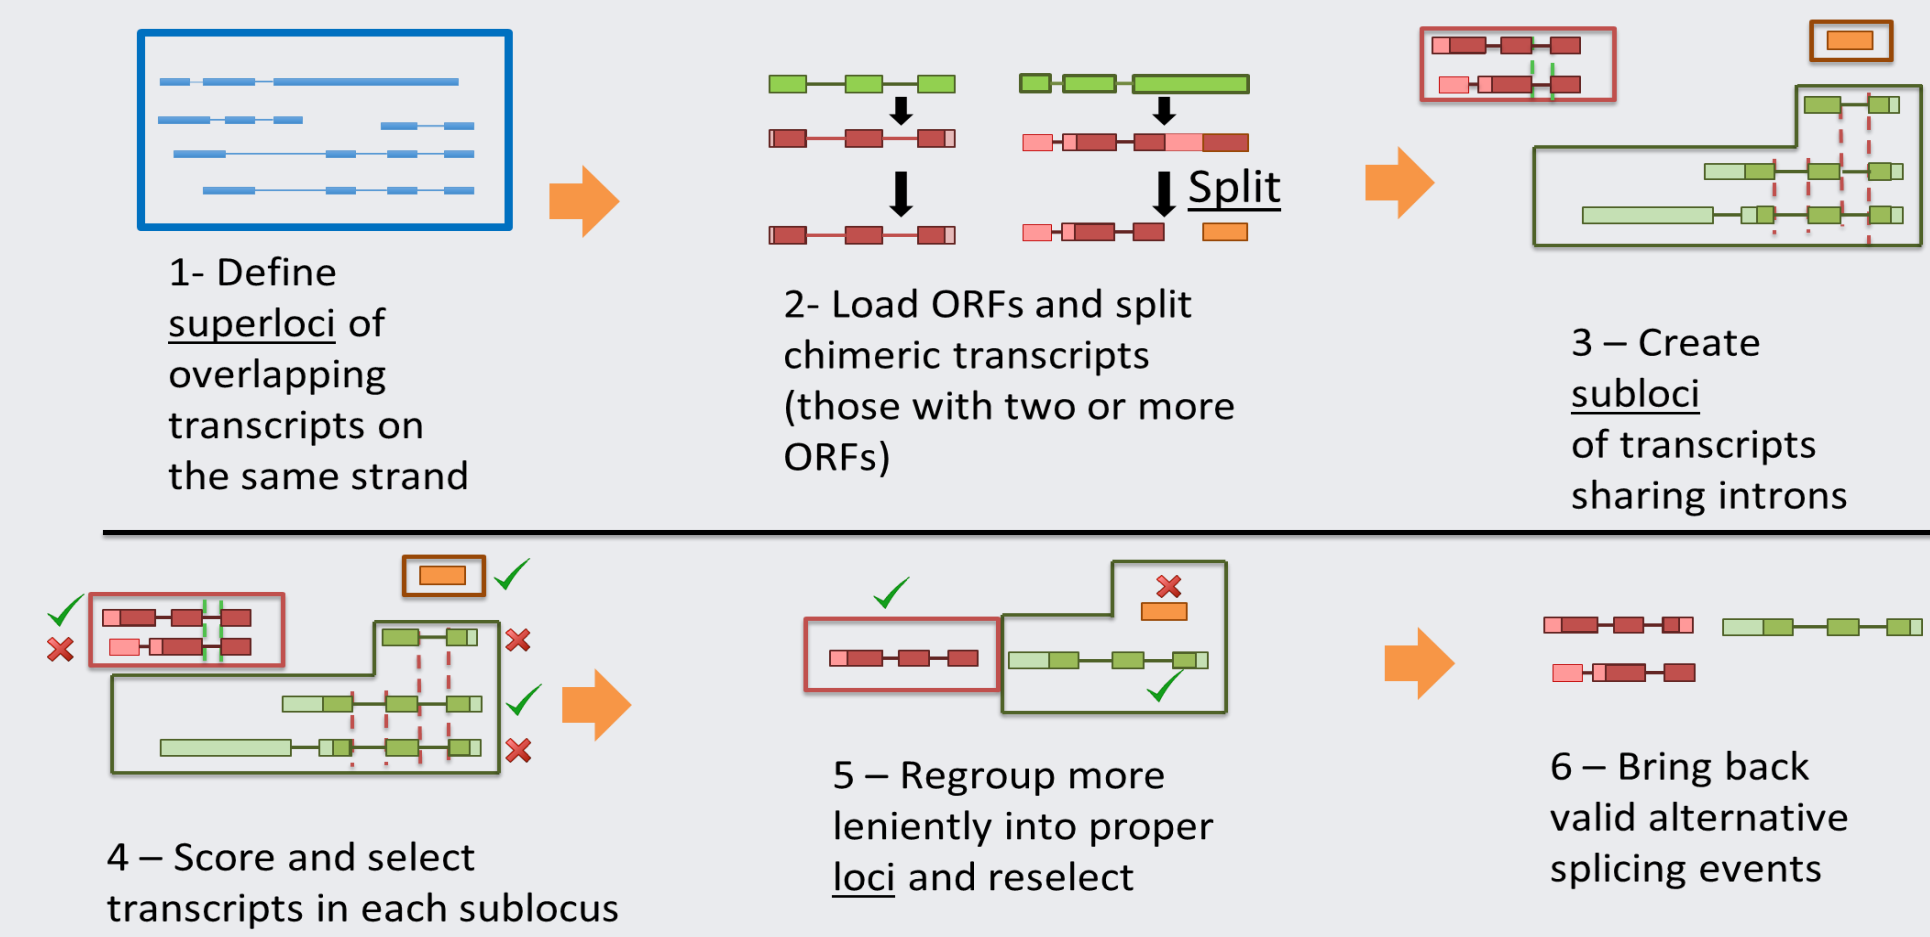 Split
1- Define
superloci of
overlapping
transcripts on
the same strand
2- Load ORFs and split
chimeric transcripts
(those with two or more
ORFs)
3 – Create
subloci
of transcripts
sharing introns
4 – Score and select
transcripts in each sublocus
5 – Regroup more
leniently into proper
loci and reselect
6 – Bring back
valid alternative
splicing events